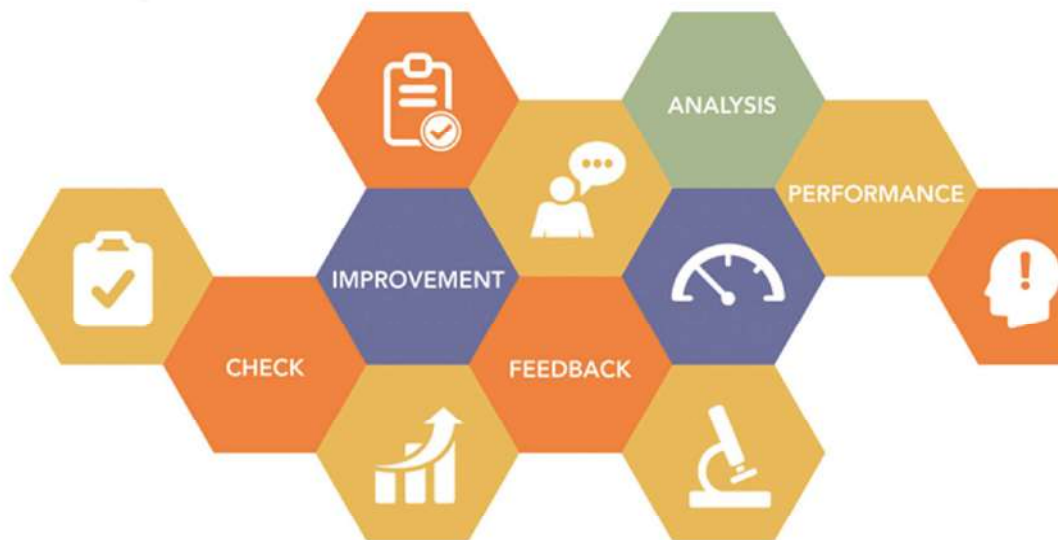 ANALYSIS
PERFORMANCE
IMPROVEMENT
CHECK
FEEDBACK